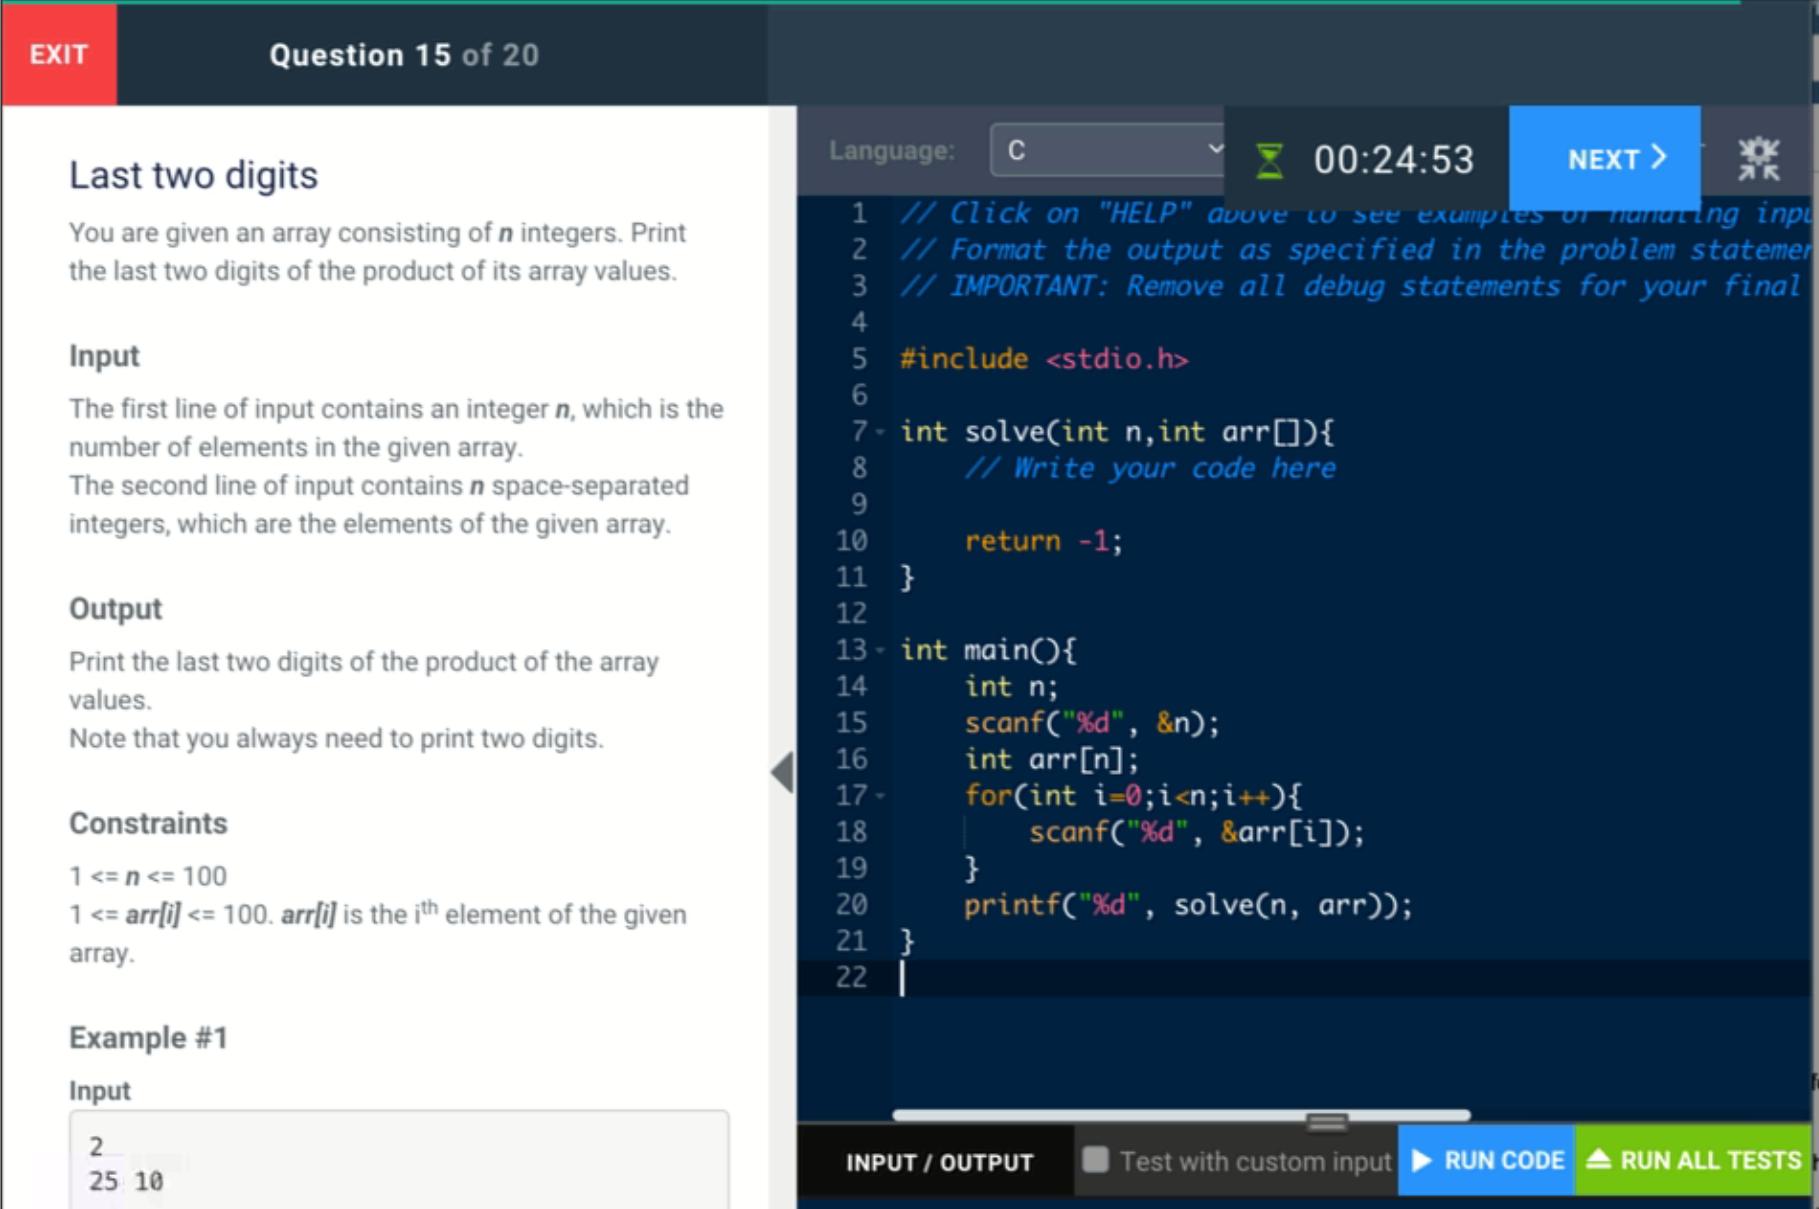 EXIT
Question 15 of 20
Last two digits
You are given an array consisting of n integers. Print
the last two digits of the product of its array values.
Input
The first line of input contains an integer n, which is the
number of elements in the given array.
The second line of input contains n space-separated
integers, which are the elements of the given array.
Output
Print the last two digits of the product of the array
values.
Note that you always need to print two digits.
Constraints
1 <= n <= 100
1 <= arr[i] <= 100. arr[i] is the ith element of the given
array.
Example #1
Input
2
25 10
Language:
C
00:24:53
NEXT
1 // Click on "HELP" above to see examples of handling
2 // Format the output as specified in the problem
3 // IMPORTANT: Remove all debug statements for your final
4
5 #include <stdio.h>
6
7 int solve(int n,int arr[]){
8 // Write your code here
9
10 return -1;
11 }
12
13 int main(){
14 int n;
15 scanf("%d", &n);
16 int arr[n];
17 for(int i=0;i<n;i++){
18 scanf("%d", &arr[i]);
19 }
20 printf("%d", solve(n, arr));
21 }
22
INPUT / OUTPUT
Test with custom input
RUN CODE
RUN ALL TESTS